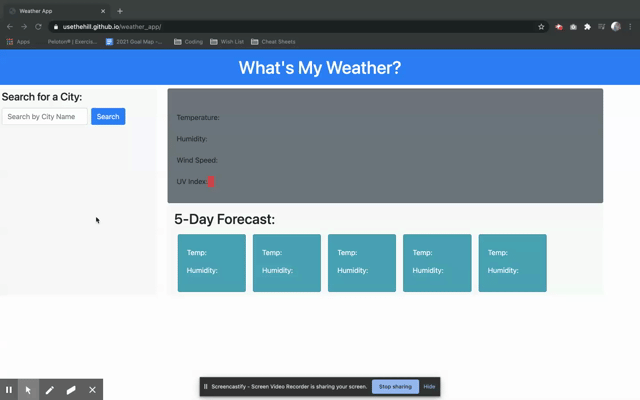 Weather App
usethehill.github.io/weather_app/
Apps
Peloton® | Exercis...
2021 Goal Map -...
Coding
Wish List
Cheat Sheets
What's My Weather?
Search for a City:
Search by City Name
Search
Temperature:
Humidity:
Wind Speed:
UV Index:
5-Day Forecast:
Temp: Temp: Temp: Temp: Temp:
Humidity: Humidity: Humidity: Humidity: Humidity:
Screencastify - Screen Video Recorder is sharing your screen.
Stop sharing
Hide